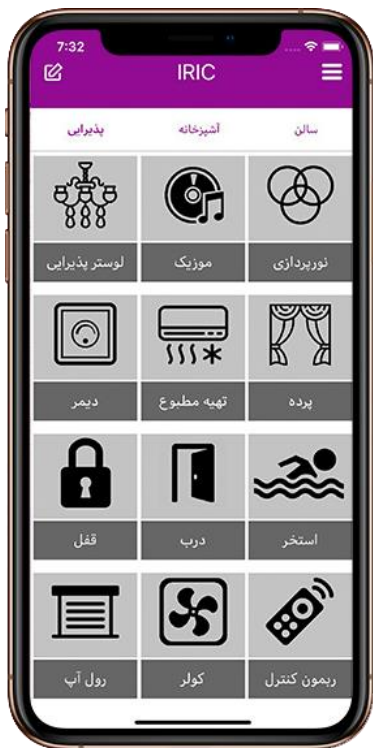 7:32
IRIC
سالن
آشپزخانه
پذیرایی
نورپردازی
موزیک
لوستر پذیرایی
پرده
تهیه مطبوع
دیمر
استخر
درب
قفل
ریمون کنترل
کولر
رول آپ